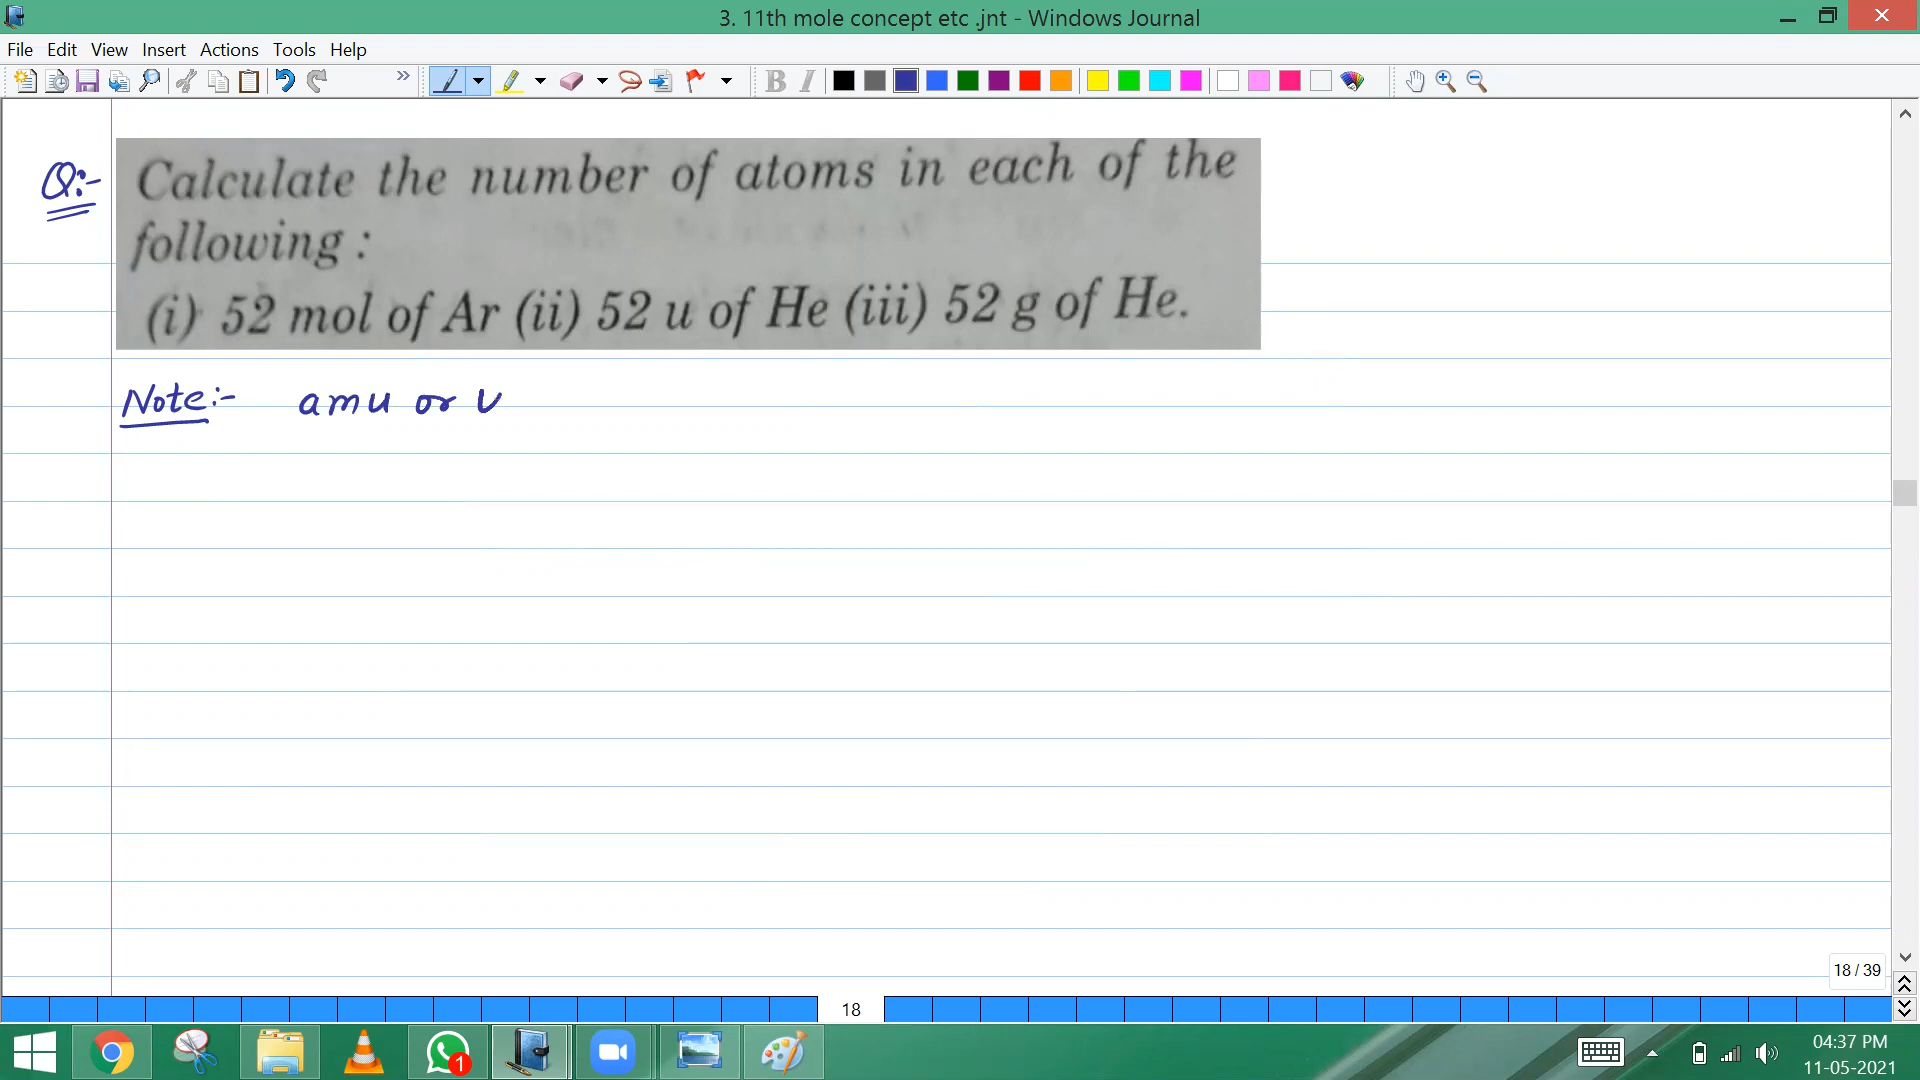 3. 11th mole concept etc .jnt - Windows Journal
File Edit View Insert Actions Tools Help
B I
Q:-
Calculate the number of atoms in each of the
following :
(i) 52 mol of Ar (ii) 52 u of He (iii) 52 g of He.
Note:- amu or u
18 / 39
18
1
04:37 PM
11-05-2021